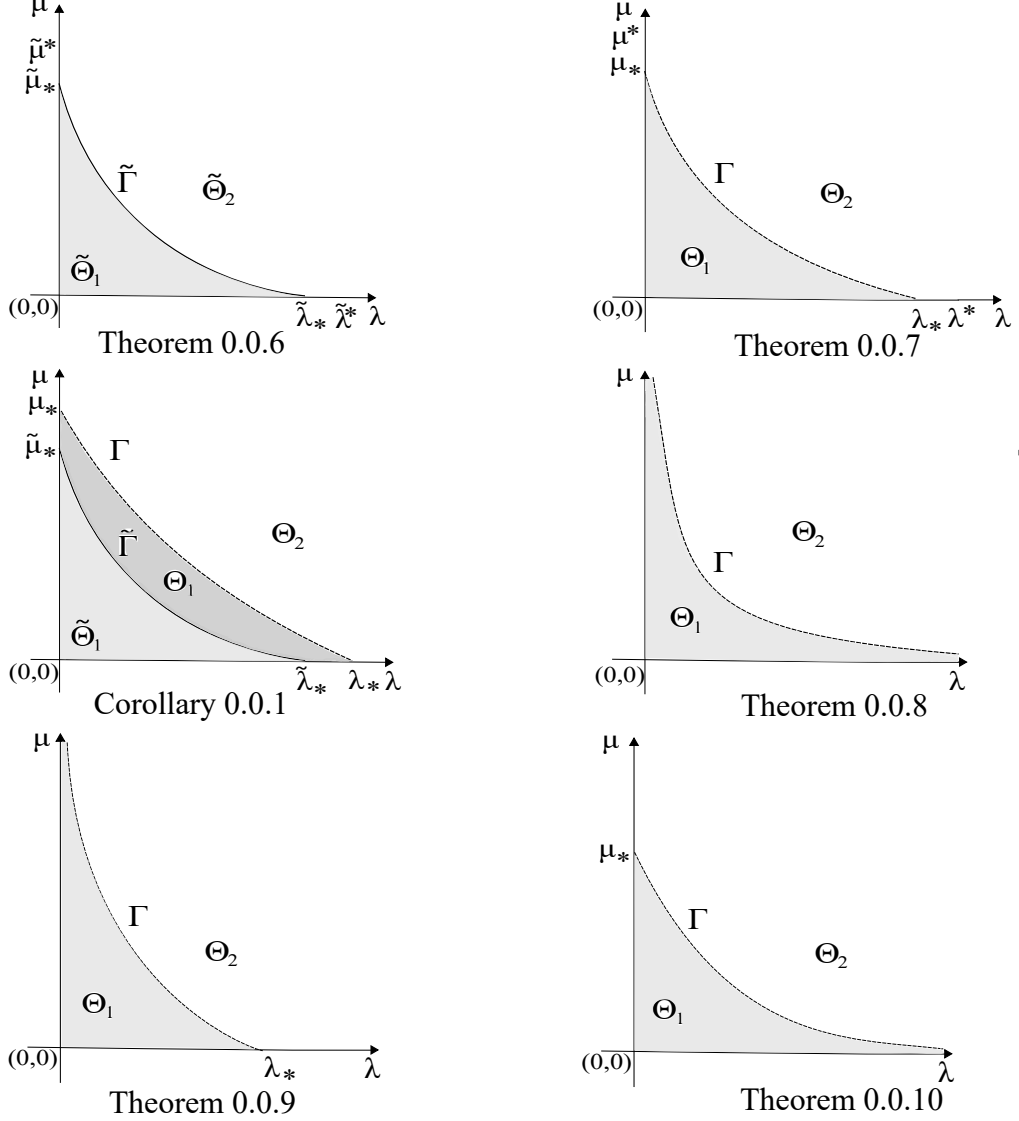 μ
μ̃*
μ̃*
Γ̃
Θ̃₂
Θ̃₁
(0,0)
λ̃* λ̃* λ
Theorem 0.0.6
μ
μ*
μ*
Γ
Θ₂
Θ₁
(0,0)
λ* λ* λ
Theorem 0.0.7
μ
μ*
μ̃*
Γ
Θ₂
Γ̃
Θ₁
Θ̃₁
(0,0)
λ̃* λ* λ
Corollary 0.0.1
μ
Θ₂
Γ
Θ₁
(0,0)
λ
Theorem 0.0.8
μ
Γ
Θ₂
Θ₁
(0,0)
λ* λ
Theorem 0.0.9
μ
μ*
Γ
Θ₂
Θ₁
(0,0)
λ
Theorem 0.0.10